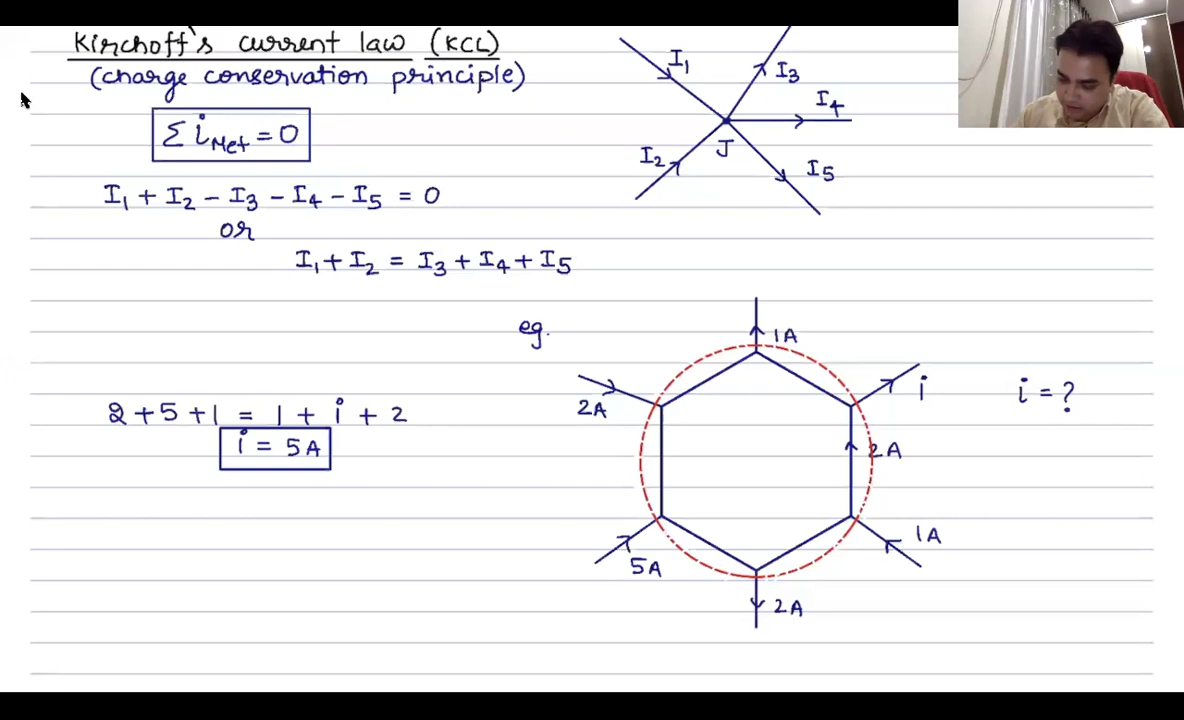 Kirchoff's current law (KCL)
(charge conservation principle)
Σ i Net = 0
I1 + I2 - I3 - I4 - I5 = 0
or
I1 + I2 = I3 + I4 + I5
I1
I3
I4
I2
J
I5
eg.
1A
2A
i
i = ?
2 + 5 + 1 = 1 + i + 2
i = 5A
2A
1A
5A
2A